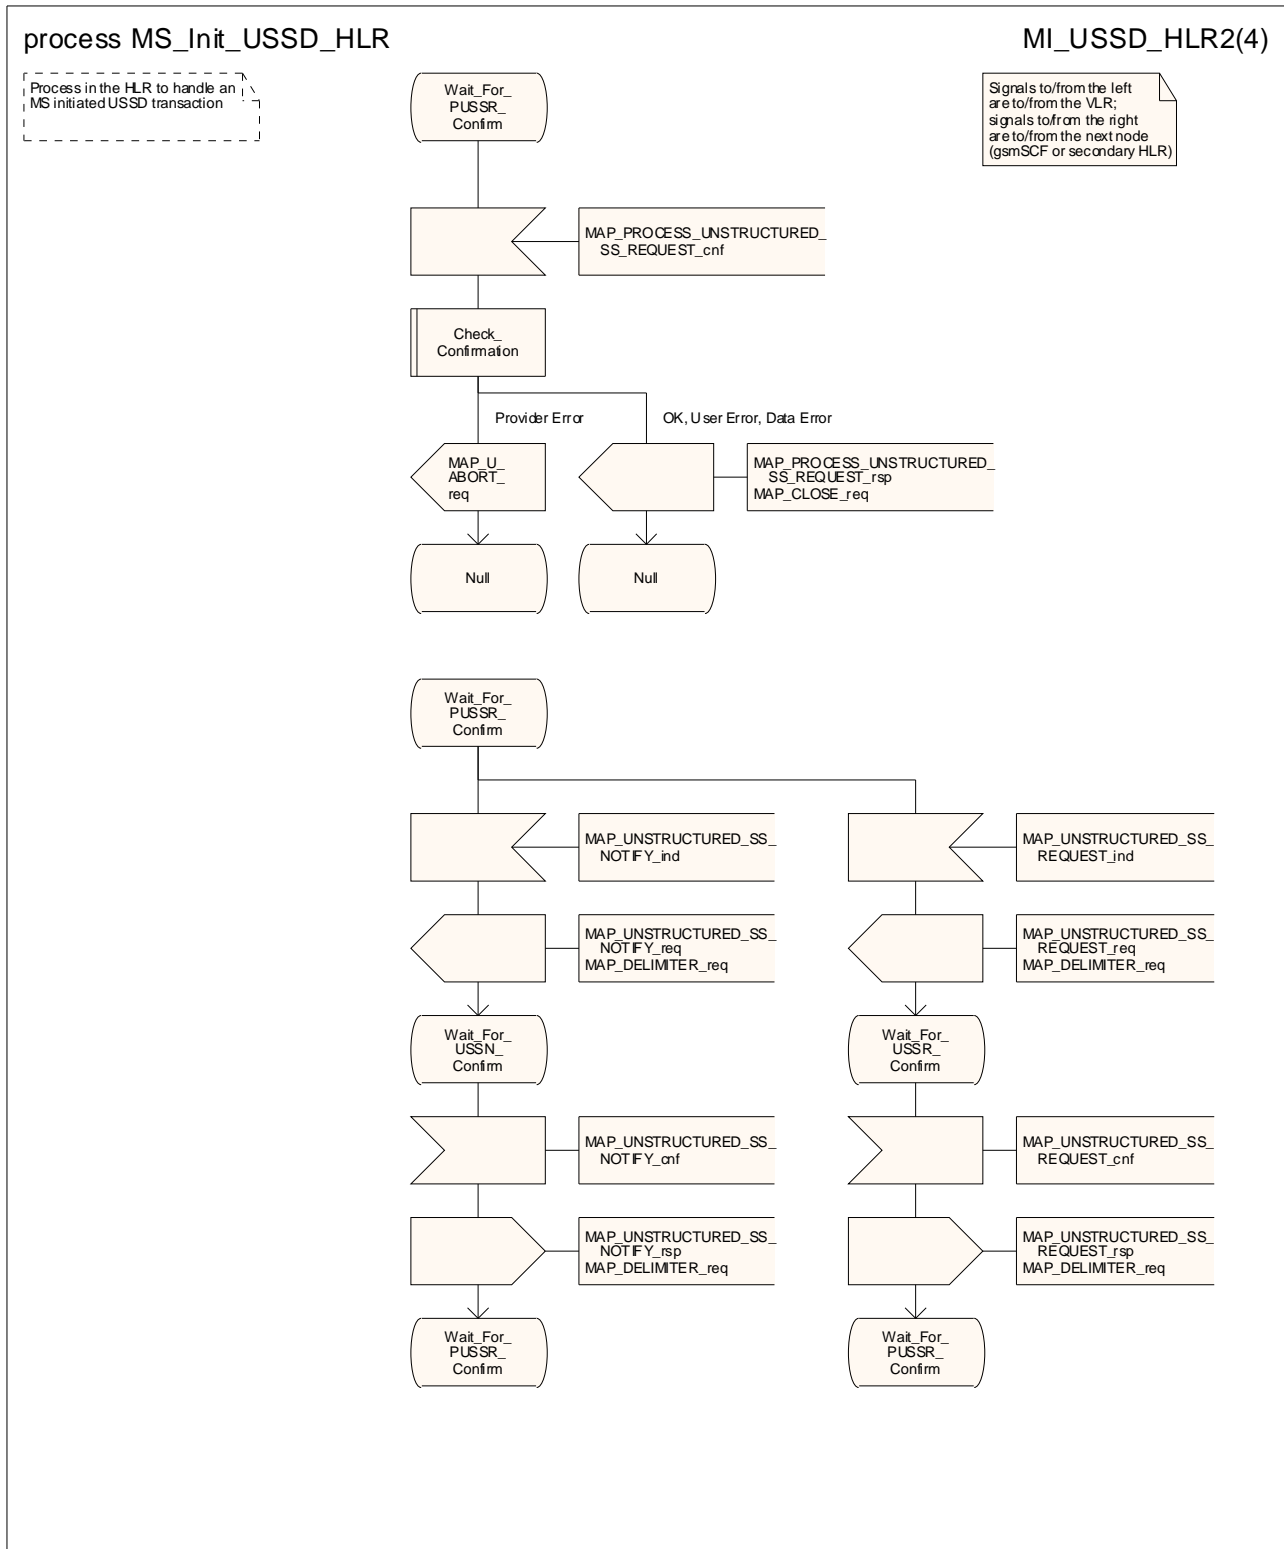 process MS_Init_USSD_HLR
MI_USSD_HLR2(4)
Process in the HLR to handle an
MS initiated USSD transaction
Signals to/from the left
are to/from the VLR;
signals to/from the right
are to/from the next node
(gsmSCF or secondary HLR)
Wait_For_
PUSSR_
Confirm
MAP_PROCESS_UNSTRUCTURED_
SS_REQUEST_cnf
Check_
Confirmation
Provider Error
OK, User Error, Data Error
MAP_U_
ABORT_
req
MAP_PROCESS_UNSTRUCTURED_
SS_REQUEST_rsp
MAP_CLOSE_req
Null
Null
Wait_For_
PUSSR_
Confirm
MAP_UNSTRUCTURED_SS_
NOTIFY_ind
MAP_UNSTRUCTURED_SS_
REQUEST_ind
MAP_UNSTRUCTURED_SS_
NOTIFY_req
MAP_DELIMITER_req
MAP_UNSTRUCTURED_SS_
REQUEST_req
MAP_DELIMITER_req
Wait_For_
USSN_
Confirm
Wait_For_
USSR_
Confirm
MAP_UNSTRUCTURED_SS_
NOTIFY_cnf
MAP_UNSTRUCTURED_SS_
REQUEST_cnf
MAP_UNSTRUCTURED_SS_
NOTIFY_rsp
MAP_DELIMITER_req
MAP_UNSTRUCTURED_SS_
REQUEST_rsp
MAP_DELIMITER_req
Wait_For_
PUSSR_
Confirm
Wait_For_
PUSSR_
Confirm